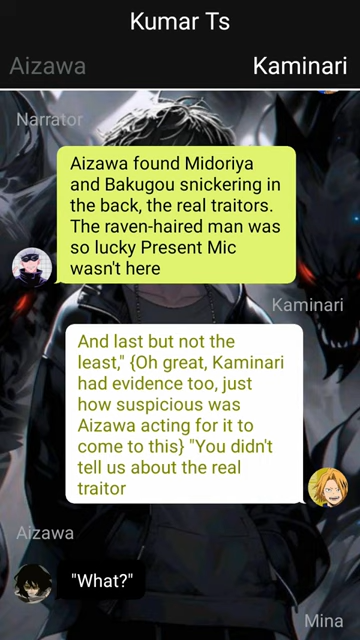 Kumar Ts
Aizawa
Kaminari
Narrator
Aizawa found Midoriya
and Bakugou snickering in
the back, the real traitors.
The raven-haired man was
so lucky Present Mic
wasn't here
Kaminari
And last but not the
least," {Oh great, Kaminari
had evidence too, just
how suspicious was
Aizawa acting for it to
come to this} "You didn't
tell us about the real
traitor
Aizawa
"What?"
Mina